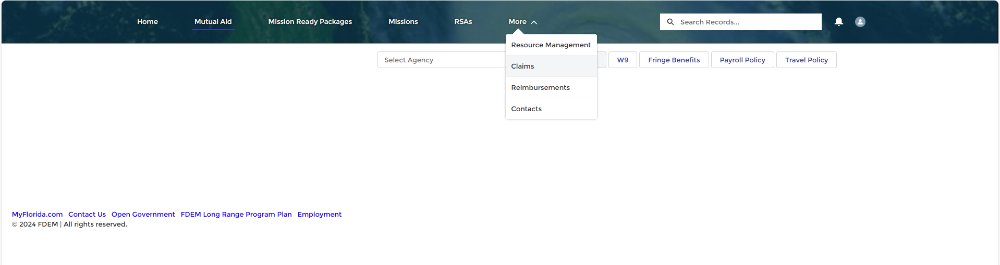 Home Mutual Aid Mission Ready Packages Missions RSAs More Search Records...
Resource Management
Select Agency W9 Fringe Benefits Payroll Policy Travel Policy
Claims
Reimbursements
Contacts
MyFlorida.com Contact Us Open Government FDEM Long Range Program Plan Employment
© 2024 FDEM | All rights reserved.